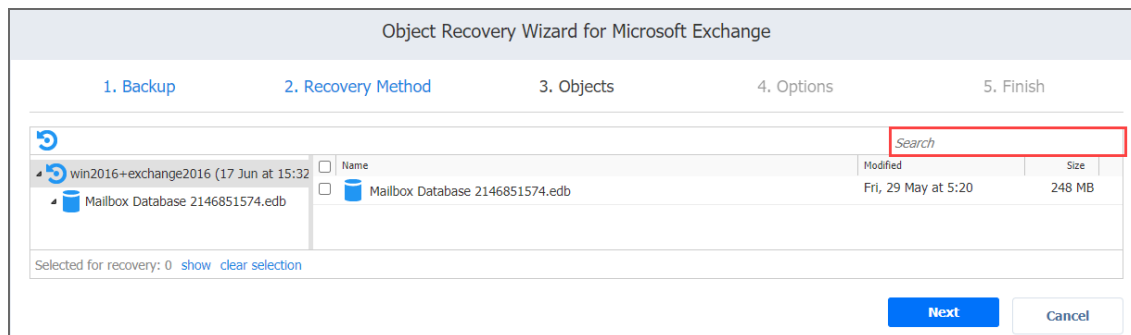 Object Recovery Wizard for Microsoft Exchange
1. Backup 2. Recovery Method 3. Objects 4. Options 5. Finish
Search
win2016+exchange2016 (17 Jun at 15:32 Name Modified Size
Mailbox Database 2146851574.edb Fri, 29 May at 5:20 248 MB
Mailbox Database 2146851574.edb
Selected for recovery: 0 show clear selection
Next Cancel